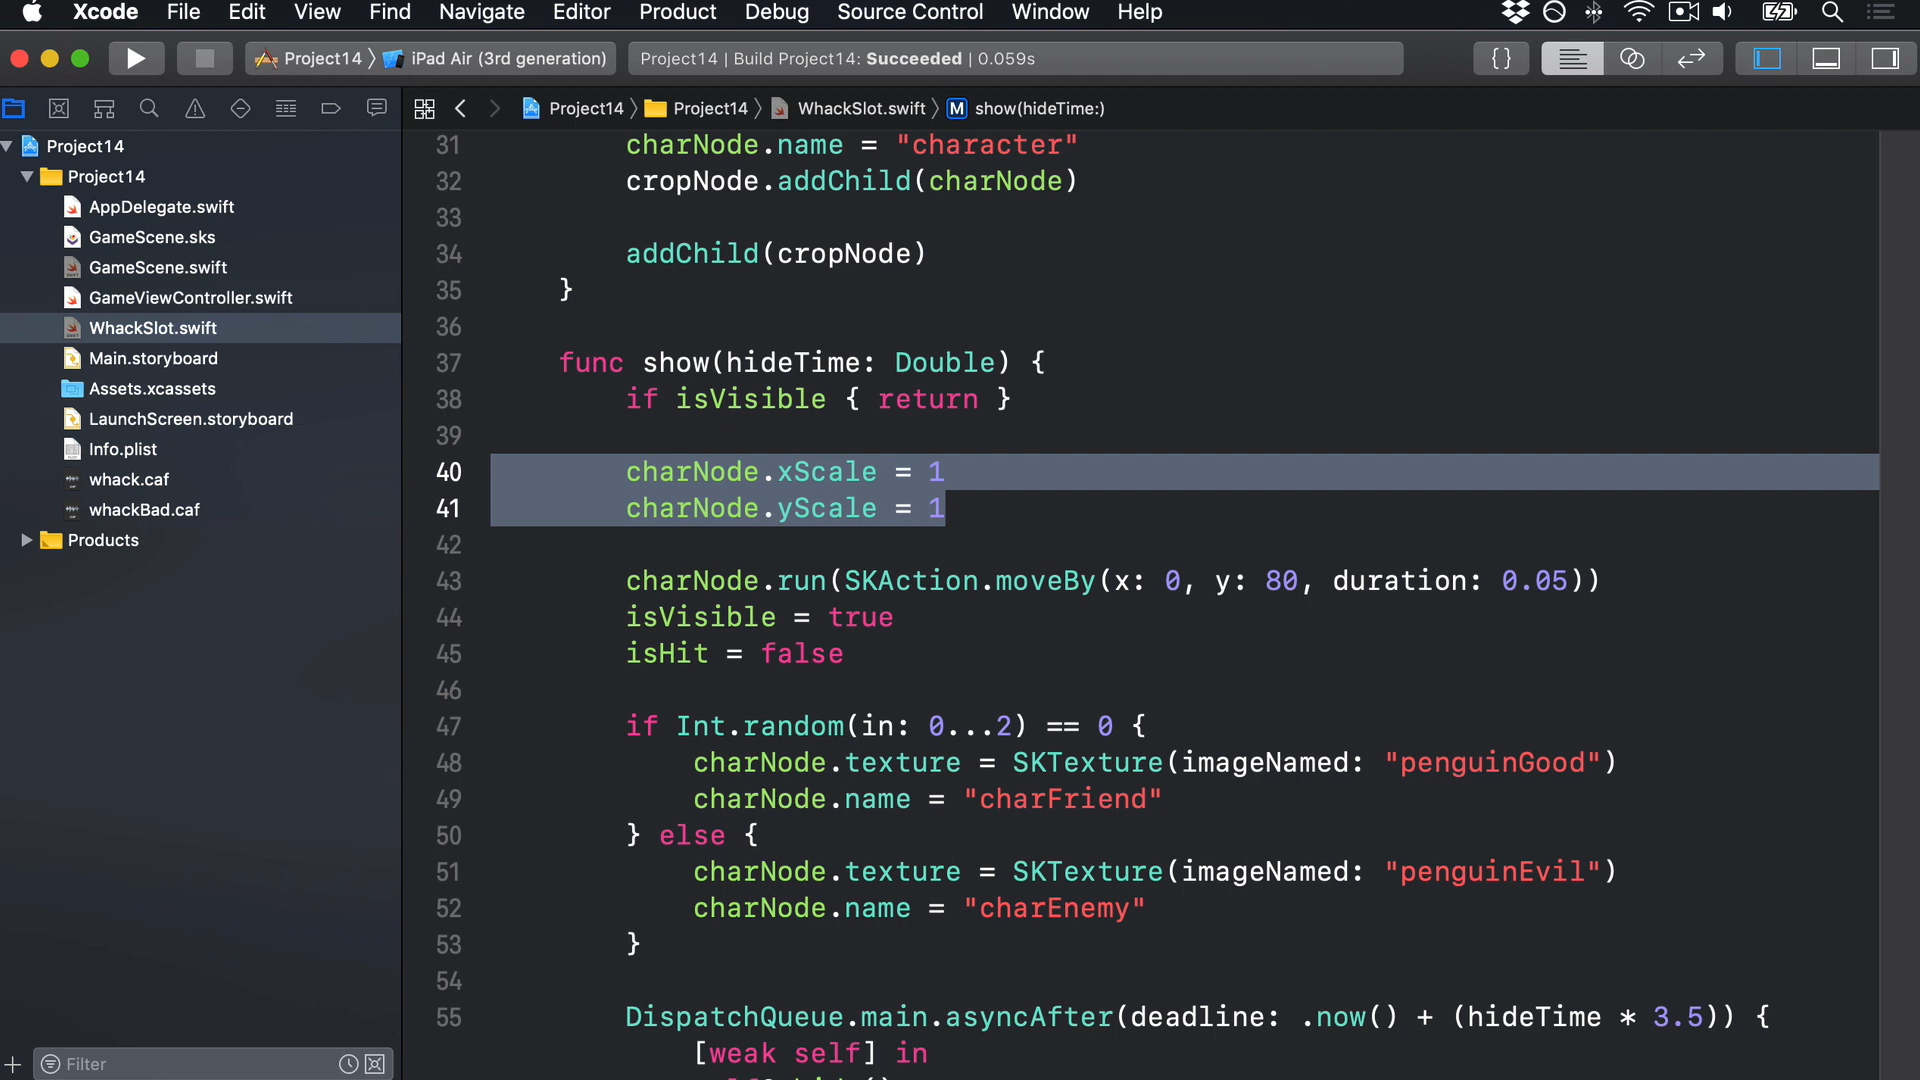 Xcode File Edit View Find Navigate Editor Product Debug Source Control Window Help
Project14 iPad Air (3rd generation) Project14 | Build Project14: Succeeded | 0.059s
Project14 Project14 WhackSlot.swift M show(hideTime:)
Project14
Project14
AppDelegate.swift
GameScene.sks
GameScene.swift
GameViewController.swift
WhackSlot.swift
Main.storyboard
Assets.xcassets
LaunchScreen.storyboard
Info.plist
whack.caf
whackBad.caf
Products
Filter
31 charNode.name = "character"
32 cropNode.addChild(charNode)
33
34 addChild(cropNode)
35 }
36
37 func show(hideTime: Double) {
38 if isVisible { return }
39
40 charNode.xScale = 1
41 charNode.yScale = 1
42
43 charNode.run(SKAction.moveBy(x: 0, y: 80, duration: 0.05))
44 isVisible = true
45 isHit = false
46
47 if Int.random(in: 0...2) == 0 {
48 charNode.texture = SKTexture(imageNamed: "penguinGood")
49 charNode.name = "charFriend"
50 } else {
51 charNode.texture = SKTexture(imageNamed: "penguinEvil")
52 charNode.name = "charEnemy"
53 }
54
55 DispatchQueue.main.asyncAfter(deadline: .now() + (hideTime * 3.5)) {
[weak self] in